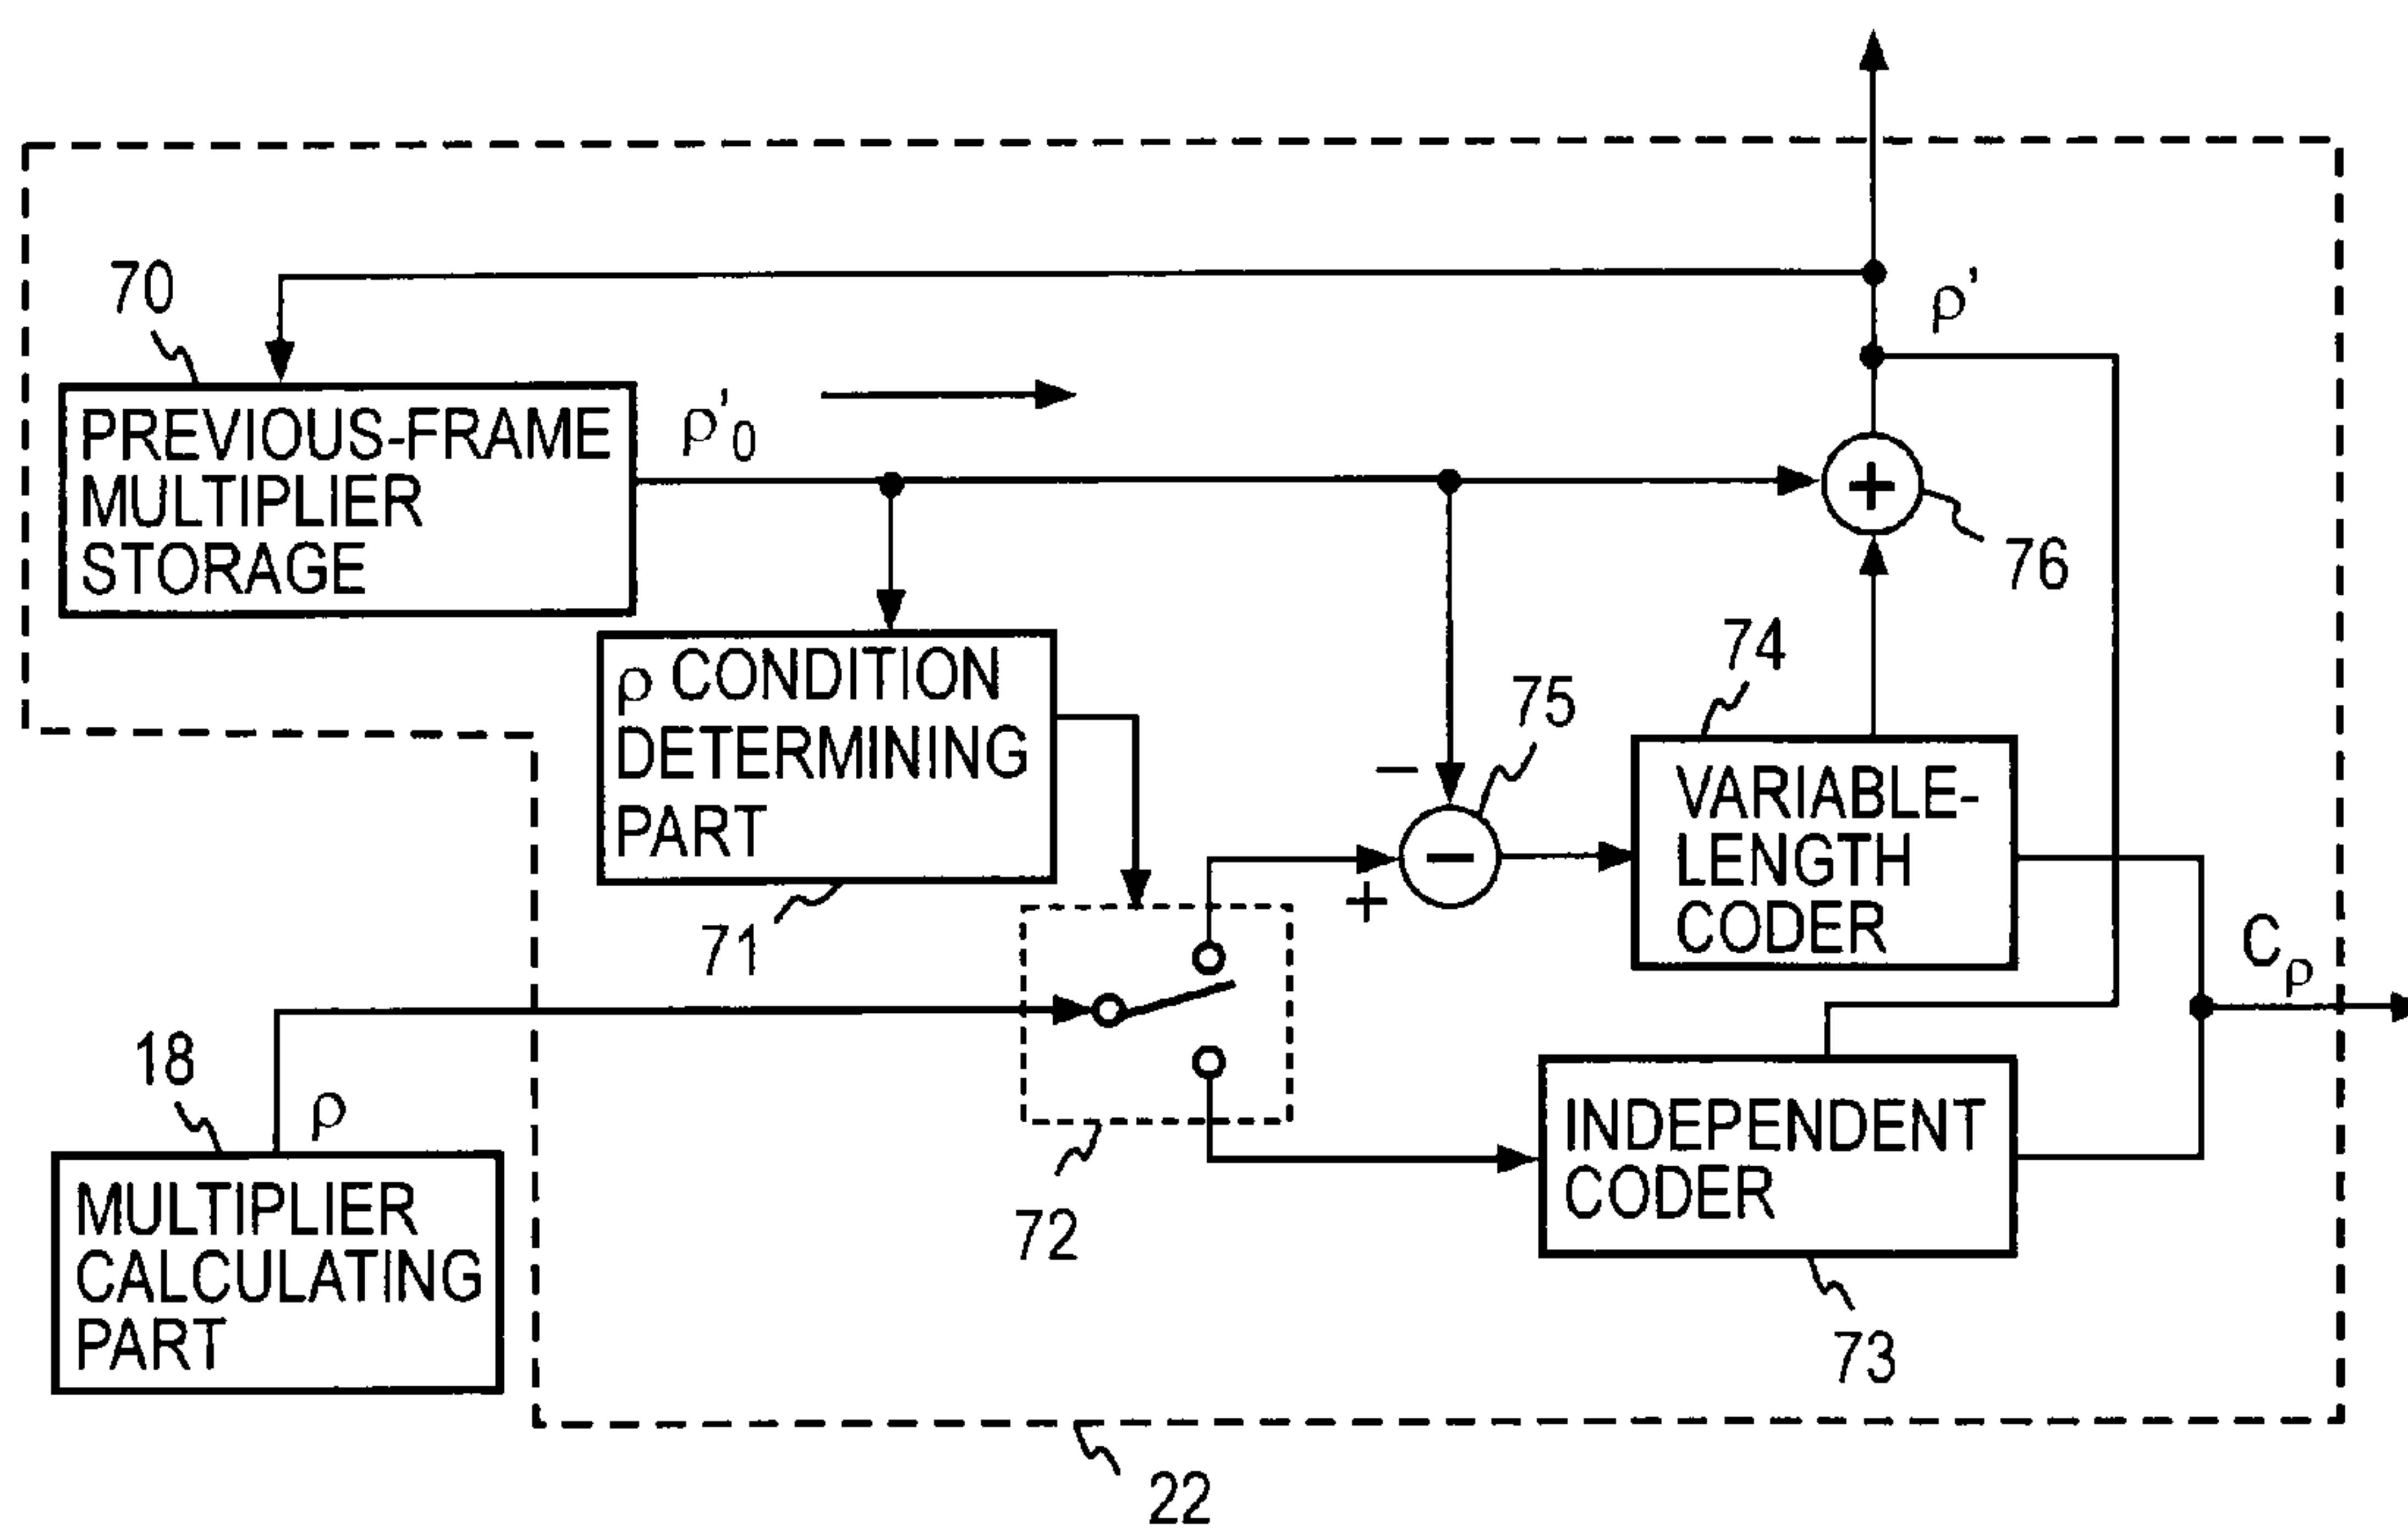 70
ρ'
PREVIOUS-FRAME
MULTIPLIER
STORAGE
ρ'0
+
76
ρ CONDITION
DETERMINING
PART
71
74
75
−
−
+
VARIABLE-
LENGTH
CODER
Cρ
18
ρ
MULTIPLIER
CALCULATING
PART
72
INDEPENDENT
CODER
73
22